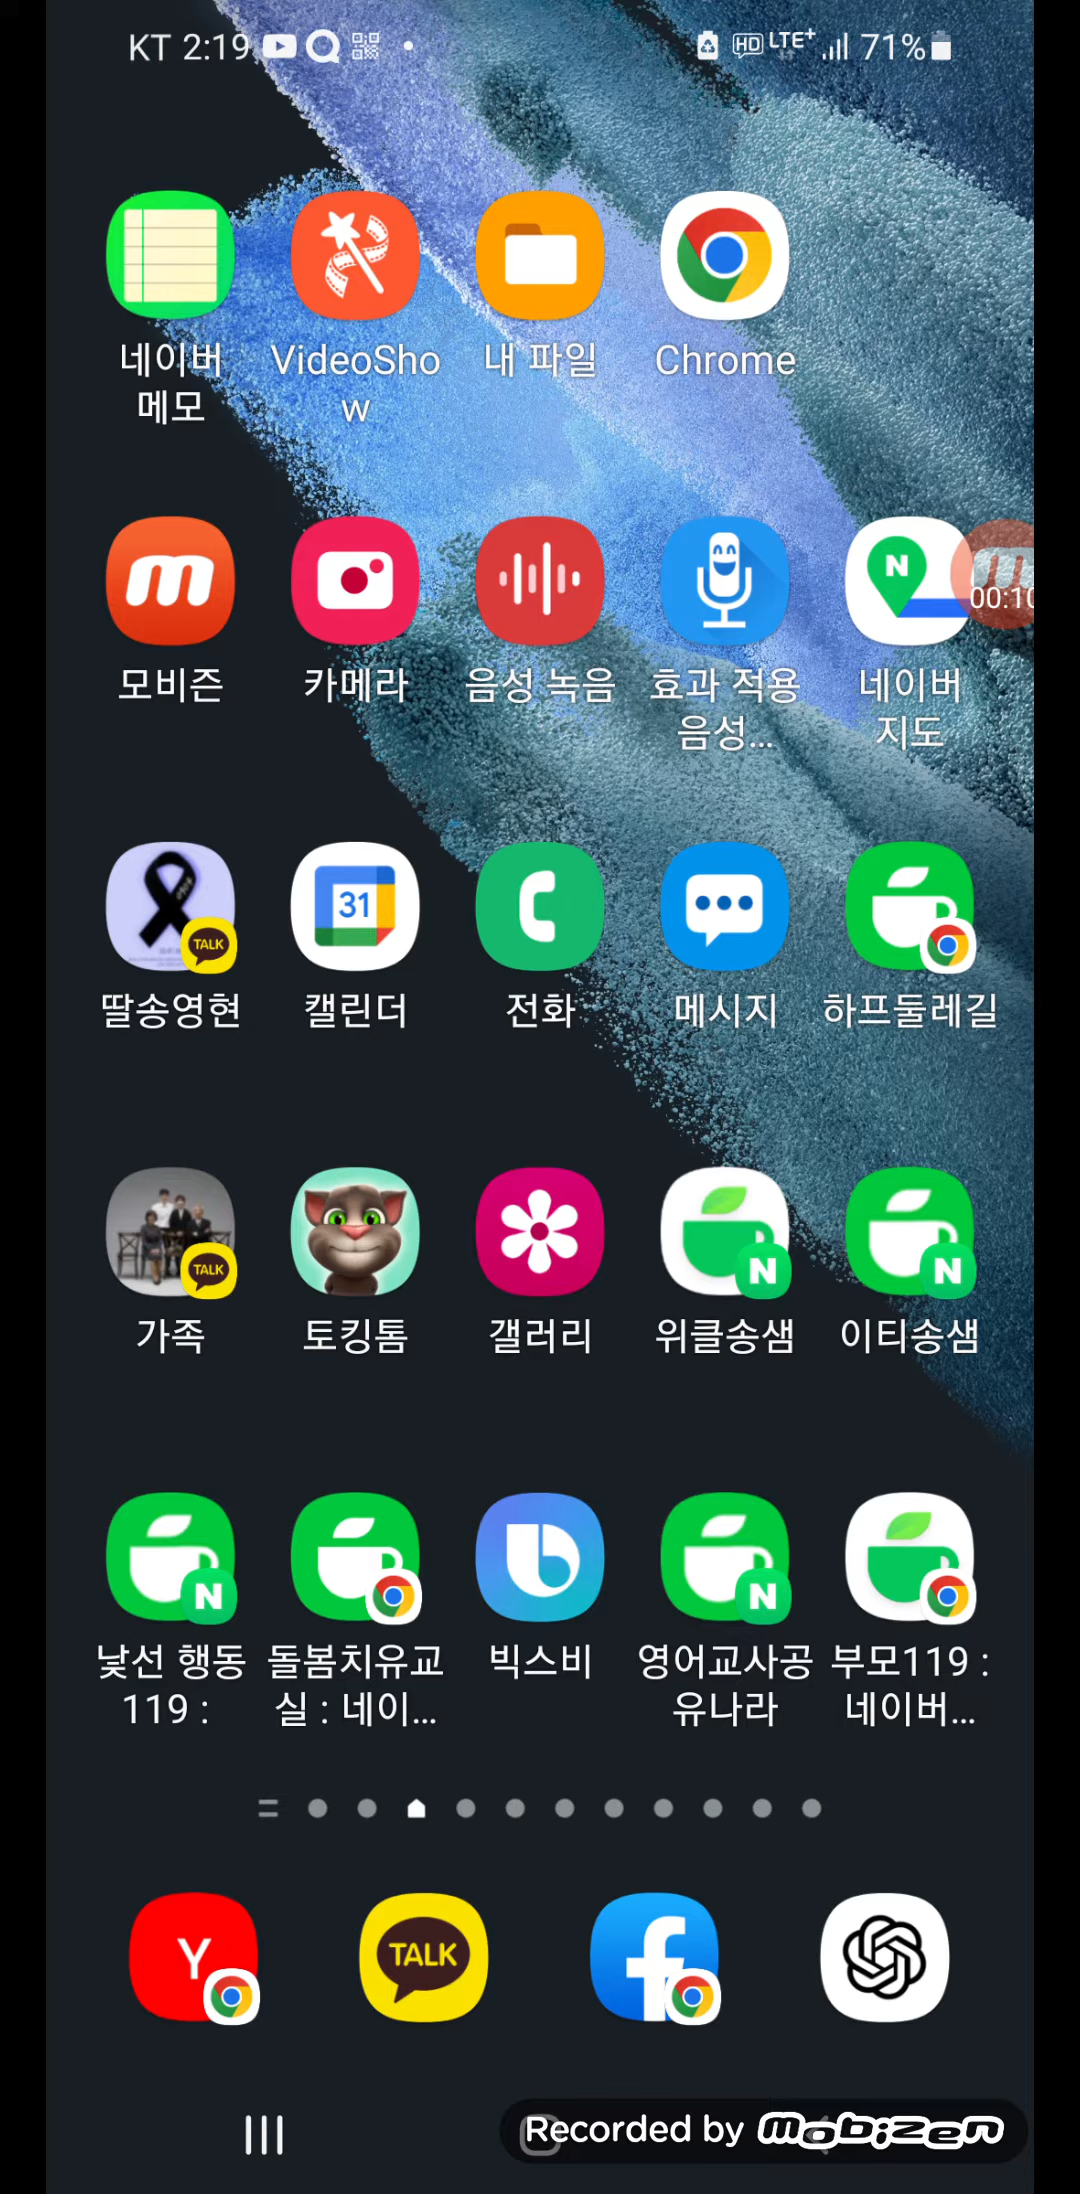 KT 2:19
HD LTE+ 71%
네이버
메모
VideoSho
w
내 파일
Chrome
m
N
m
00:10
모비즌
카메라
음성 녹음
효과 적용
음성...
네이버
지도
TALK
31
딸송영현
캘린더
전화
메시지
하프둘레길
TALK
N
N
가족
토킹톰
갤러리
위클송샘
이티송샘
N
b
N
낯선 행동
119 :
돌봄치유교
실 : 네이...
빅스비
영어교사공
유나라
부모119 :
네이버...
Y
TALK
f
Recorded by mobizen